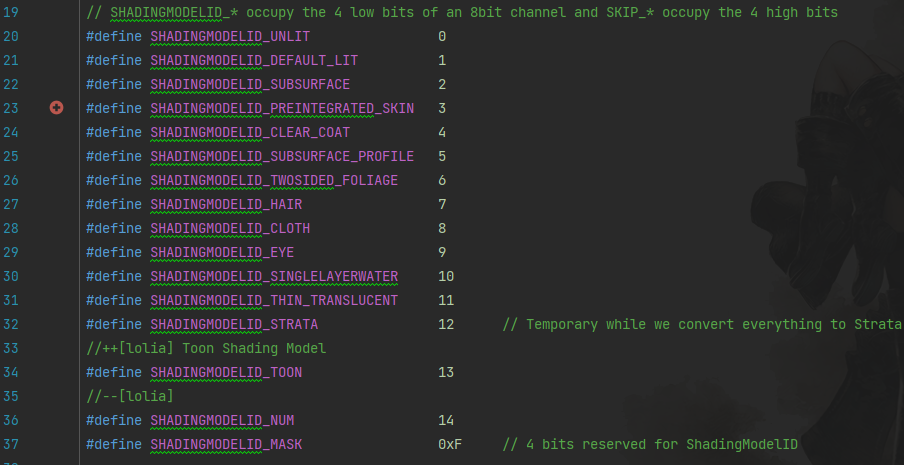 19 // SHADINGMODELID_* occupy the 4 low bits of an 8bit channel and SKIP_* occupy the 4 high bits
20 #define SHADINGMODELID_UNLIT 0
21 #define SHADINGMODELID_DEFAULT_LIT 1
22 #define SHADINGMODELID_SUBSURFACE 2
23 #define SHADINGMODELID_PREINTEGRATED_SKIN 3
24 #define SHADINGMODELID_CLEAR_COAT 4
25 #define SHADINGMODELID_SUBSURFACE_PROFILE 5
26 #define SHADINGMODELID_TWOSIDED_FOLIAGE 6
27 #define SHADINGMODELID_HAIR 7
28 #define SHADINGMODELID_CLOTH 8
29 #define SHADINGMODELID_EYE 9
30 #define SHADINGMODELID_SINGLELAYERWATER 10
31 #define SHADINGMODELID_THIN_TRANSLUCENT 11
32 #define SHADINGMODELID_STRATA 12 // Temporary while we convert everything to Strata
33 //++[lolia] Toon Shading Model
34 #define SHADINGMODELID_TOON 13
35 //--[lolia]
36 #define SHADINGMODELID_NUM 14
37 #define SHADINGMODELID_MASK 0xF // 4 bits reserved for ShadingModelID